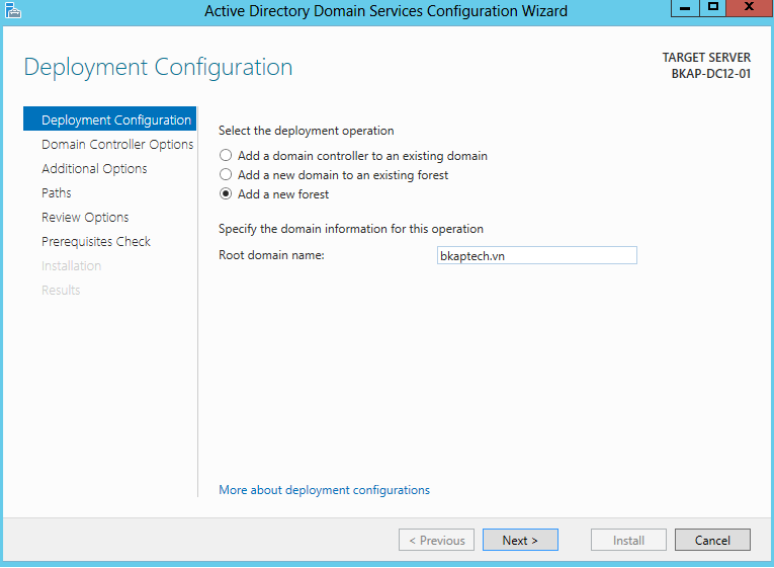 Active Directory Domain Services Configuration Wizard
Deployment Configuration
TARGET SERVER
BKAP-DC12-01
Deployment Configuration
Domain Controller Options
Additional Options
Paths
Review Options
Prerequisites Check
Installation
Results
Select the deployment operation
Add a domain controller to an existing domain
Add a new domain to an existing forest
Add a new forest
Specify the domain information for this operation
Root domain name: bkaptech.vn
More about deployment configurations
< Previous Next > Install Cancel